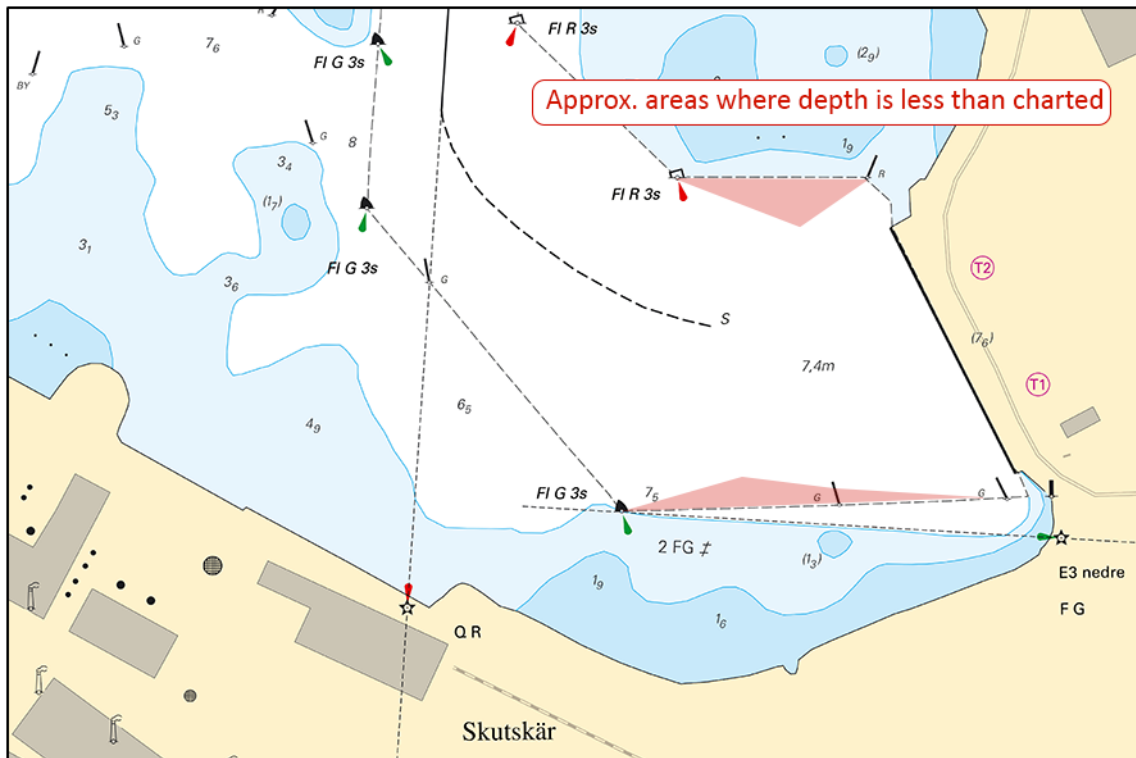 R
G
7₆
Fl G 3s
Fl R 3s
(2₉)
BY
Approx. areas where depth is less than charted
5₃
G
8
3₄
1₉
R
Fl R 3s
(1₇)
3₁
Fl G 3s
T2
3₆
G
S
(7₆)
7,4m
T1
6₅
4₉
Fl G 3s
7₅
G
G
2 FG ‡
(1₃)
E3 nedre
1₉
F G
1₆
Q R
Skutskär